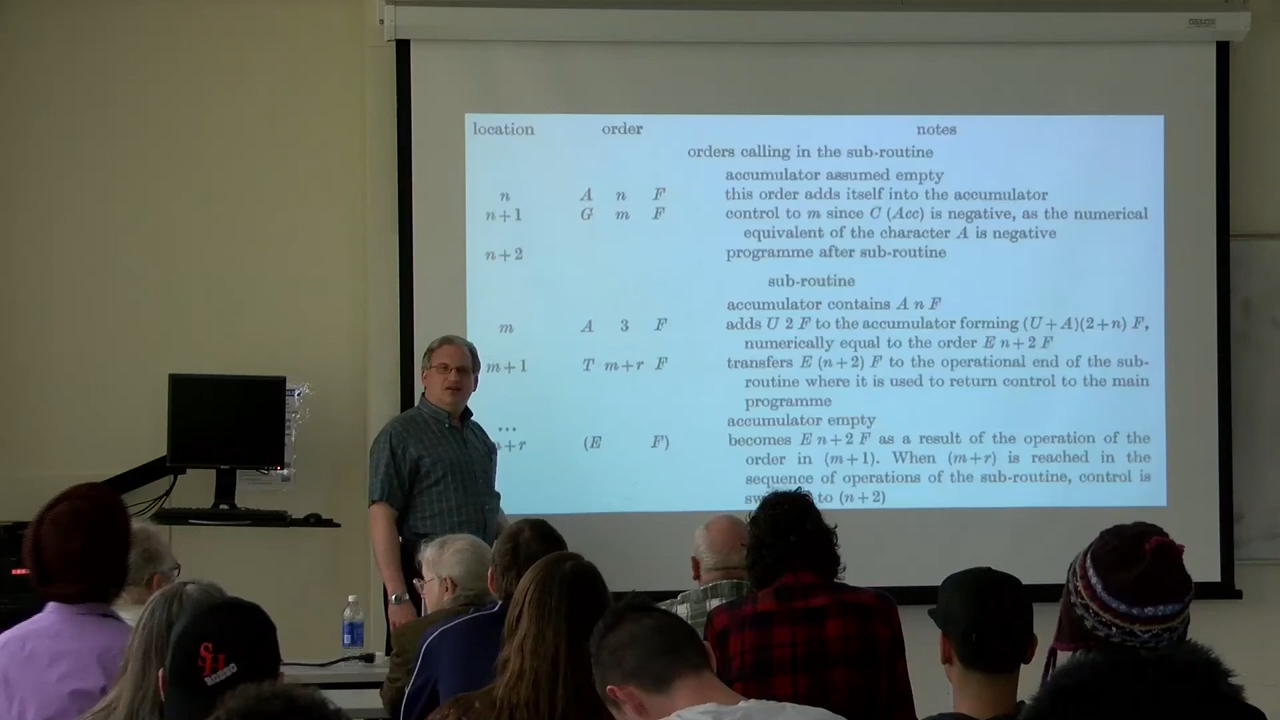 location order notes
orders calling in the sub-routine
accumulator assumed empty
n A n F this order adds itself into the accumulator
n+1 G m F control to m since C (Acc) is negative, as the numerical
equivalent of the character A is negative
n+2 programme after sub-routine
sub-routine
accumulator contains A n F
m A 3 F adds U 2 F to the accumulator forming (U+A)(2+n) F,
numerically equal to the order E n+2 F
m+1 T m+r F transfers E (n+2) F to the operational end of the sub-
routine where it is used to return control to the main
programme
... accumulator empty
+r (E F) becomes E n+2 F as a result of the operation of the
order in (m+1). When (m+r) is reached in the
sequence of operations of the sub-routine, control is
to (n+2)
SH